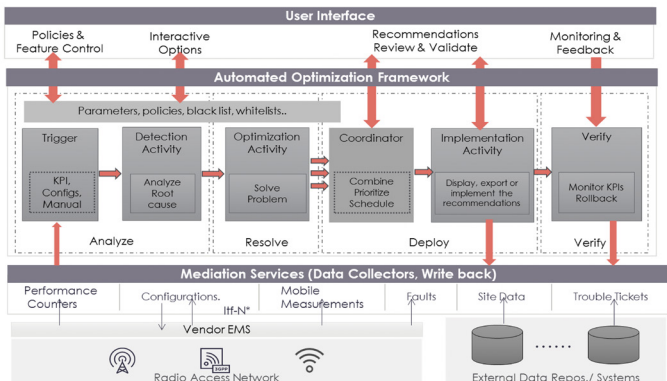 User Interface
Policies &
Feature Control
Interactive
Options
Recommendations
Review & Validate
Monitoring &
Feedback
Automated Optimization Framework
Parameters, policies, black list, whitelists..
Trigger
KPI,
Configs,
Manual
Detection
Activity
Analyze
Root
cause
Optimization
Activity
Solve
Problem
Coordinator
Combine
Prioritize
Schedule
Implementation
Activity
Display, export or
implement the
recommendations
Verify
Monitor KPIs
Rollback
Analyze
Resolve
Deploy
Verify
Mediation Services (Data Collectors, Write back)
Performance
Counters
Configurations.
Itf-N*
Mobile
Measurements
Faults
Site Data
Trouble Tickets
Vendor EMS
3GPP
Radio Access Network
External Data Repos./ Systems